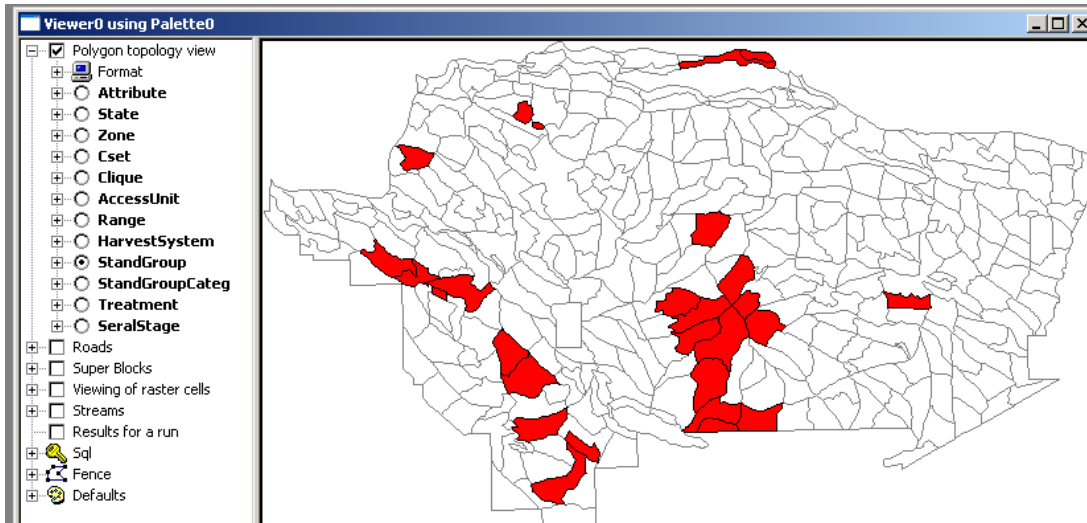 Viewer0 using Palette0
Polygon topology view
Format
Attribute
State
Zone
Cset
Clique
AccessUnit
Range
HarvestSystem
StandGroup
StandGroupCateg
Treatment
SeralStage
Roads
Super Blocks
Viewing of raster cells
Streams
Results for a run
Sql
Fence
Defaults